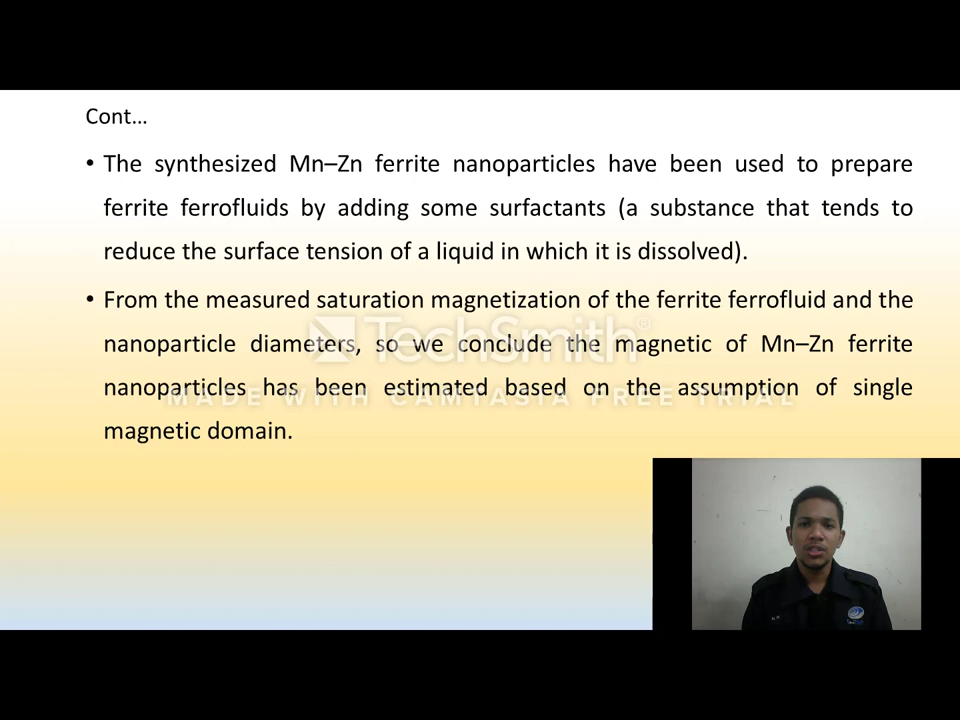 Cont...
• The synthesized Mn–Zn ferrite nanoparticles have been used to prepare
ferrite ferrofluids by adding some surfactants (a substance that tends to
reduce the surface tension of a liquid in which it is dissolved).
• From the measured saturation magnetization of the ferrite ferrofluid and the
TechSmith®
nanoparticle diameters, so we conclude the magnetic of Mn–Zn ferrite
nanoparticles has been estimated based on the assumption of single
MADE WITH CAMTASIA FREE TRIAL
magnetic domain.